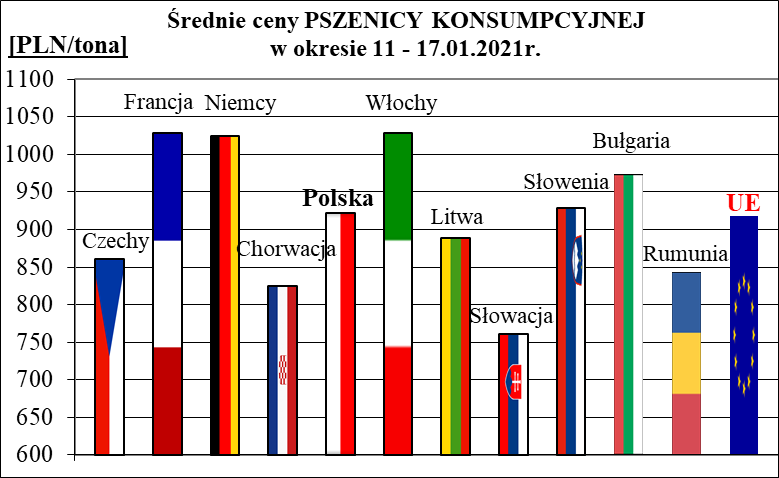 Średnie ceny PSZENICY KONSUMPCYJNEJ
w okresie 11 - 17.01.2021r.
[PLN/tona]
1100
1050
1000
950
900
850
800
750
700
650
600
Czechy
Francja
Niemcy
Chorwacja
Polska
Włochy
Litwa
Słowacja
Słowenia
Bułgaria
Rumunia
UE